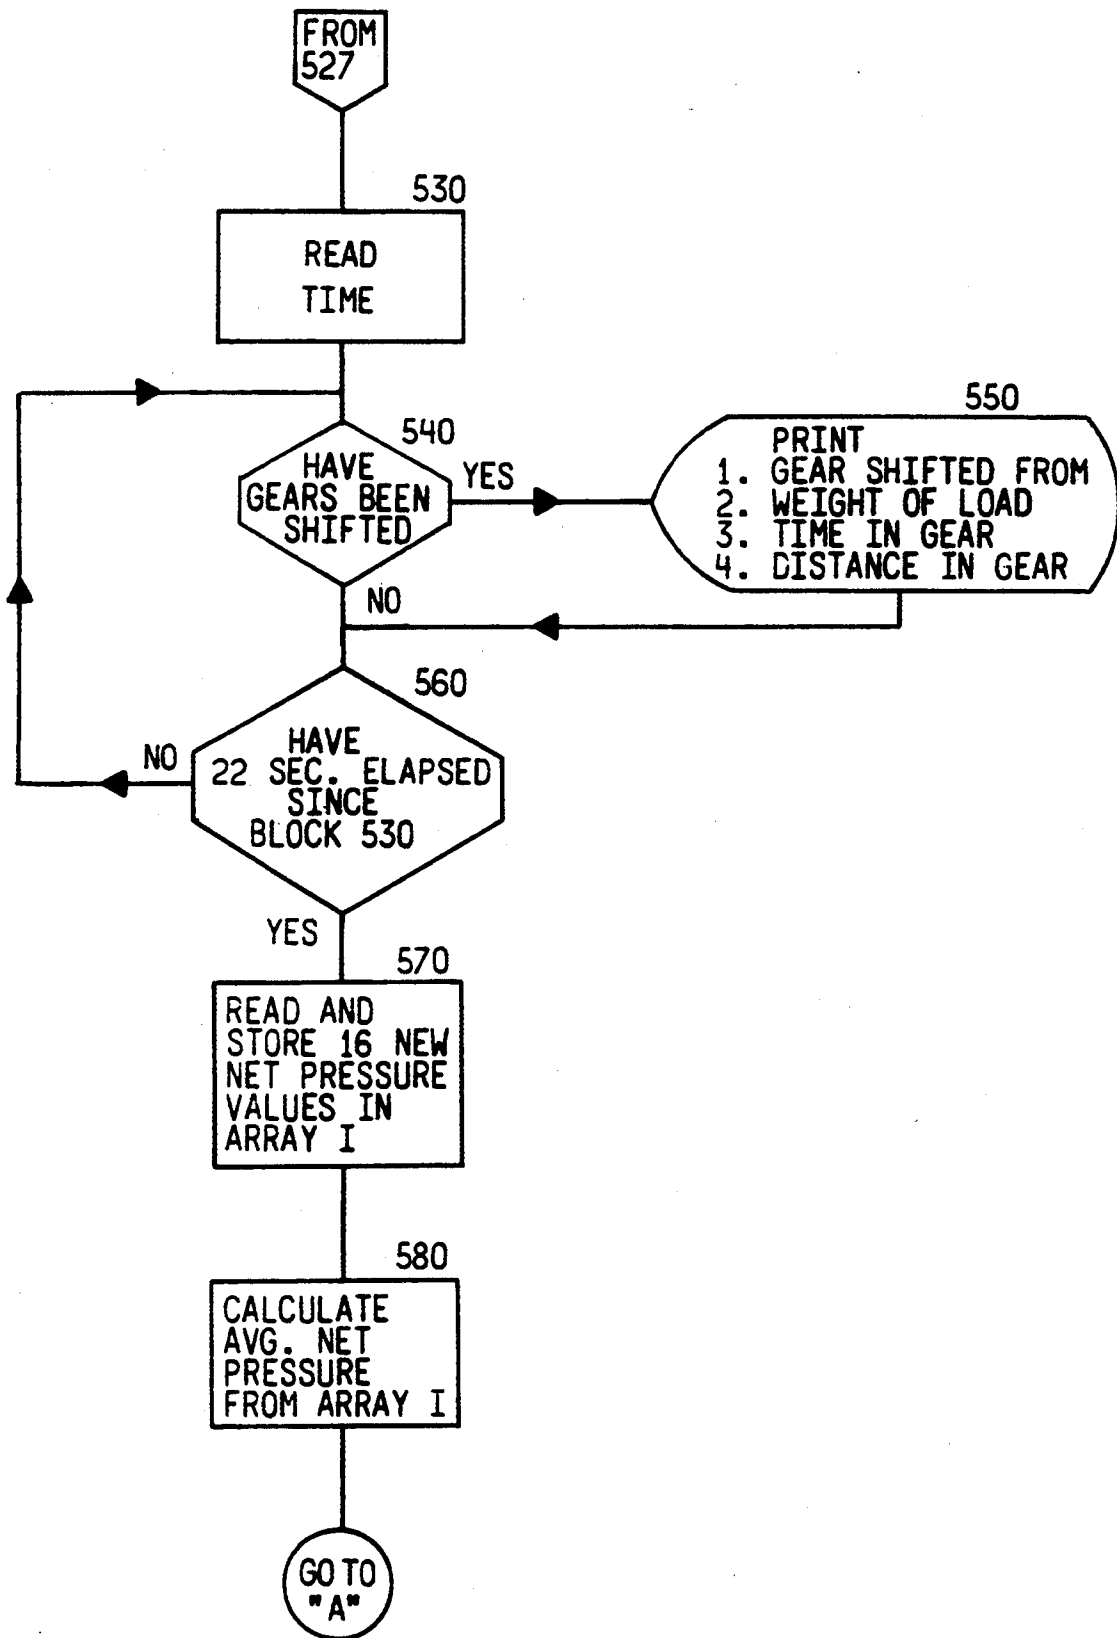 FROM
527
530
READ
TIME
540
HAVE
GEARS BEEN
SHIFTED
YES
550
PRINT
1. GEAR SHIFTED FROM
2. WEIGHT OF LOAD
3. TIME IN GEAR
4. DISTANCE IN GEAR
NO
560
HAVE
22 SEC. ELAPSED
SINCE
BLOCK 530
NO
YES
570
READ AND
STORE 16 NEW
NET PRESSURE
VALUES IN
ARRAY I
580
CALCULATE
AVG. NET
PRESSURE
FROM ARRAY I
GO TO
"A"